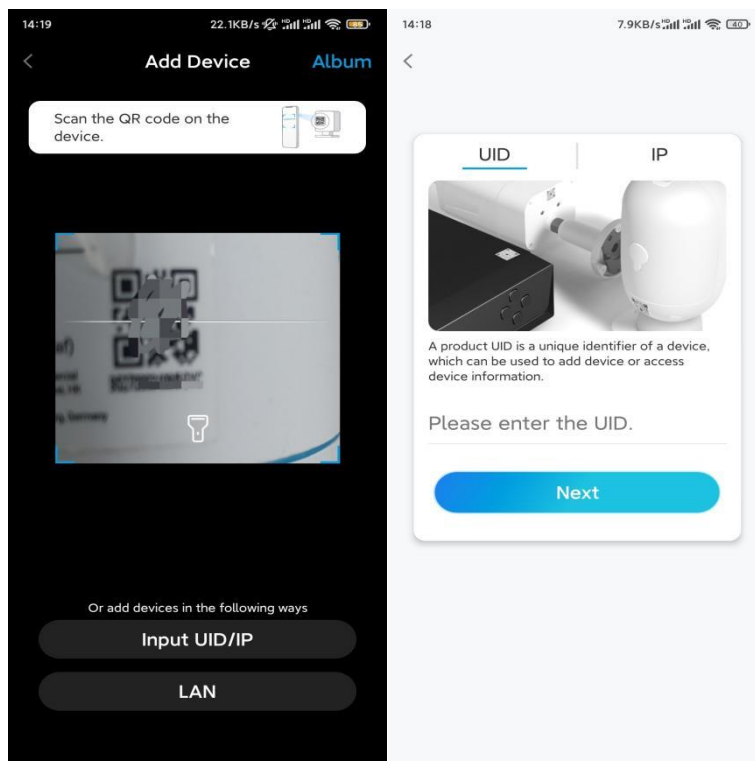 14:19
22.1KB/s
Add Device
Album
Scan the QR code on the
device.
Or add devices in the following ways
Input UID/IP
LAN
14:18
7.9KB/s
40
UID
IP
A product UID is a unique identifier of a device,
which can be used to add device or access
device information.
Please enter the UID.
Next